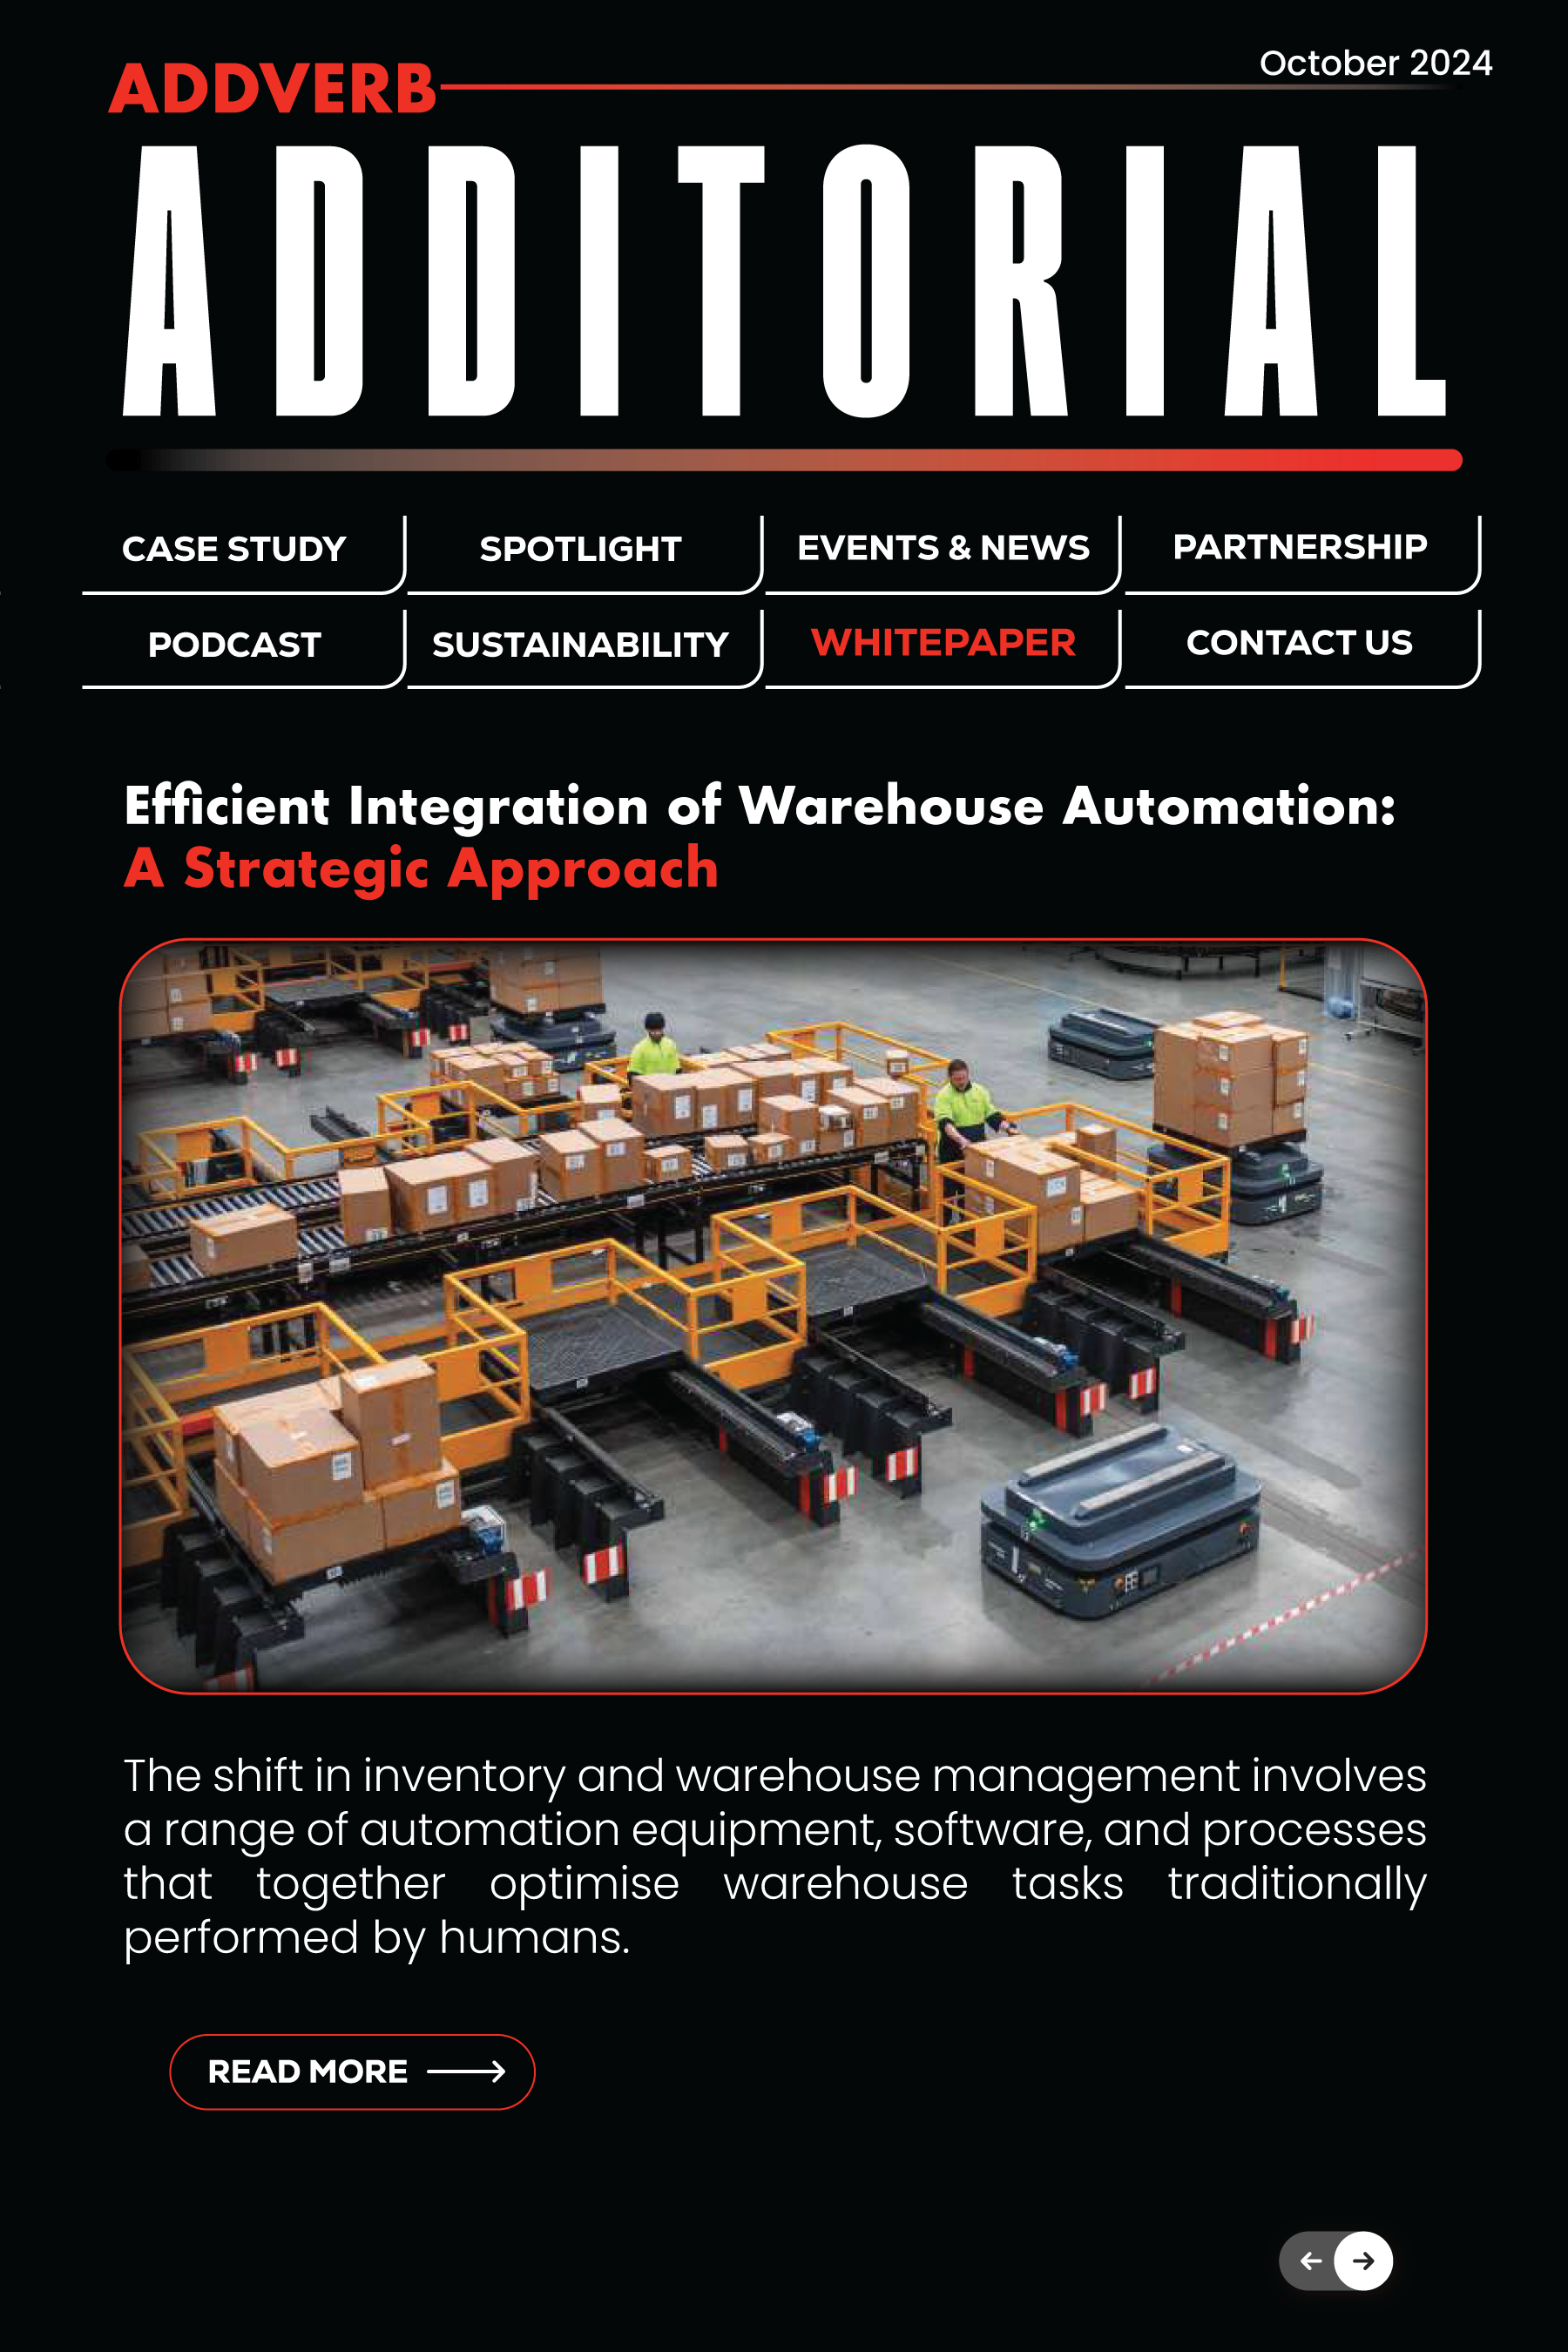 ADDVERB
October 2024
ADDITORIAL
CASE STUDY
SPOTLIGHT
EVENTS & NEWS
PARTNERSHIP
PODCAST
SUSTAINABILITY
WHITEPAPER
CONTACT US
Efficient Integration of Warehouse Automation:
A Strategic Approach
The shift in inventory and warehouse management involves
a range of automation equipment, software, and processes
that together optimise warehouse tasks traditionally
performed by humans.
READ MORE